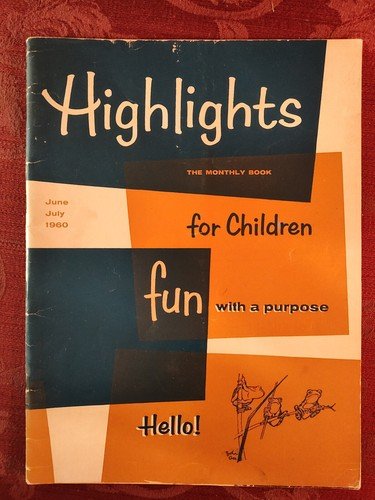 Highlights
THE MONTHLY BOOK
June
July
1960
for Children
fun with a purpose
Hello!